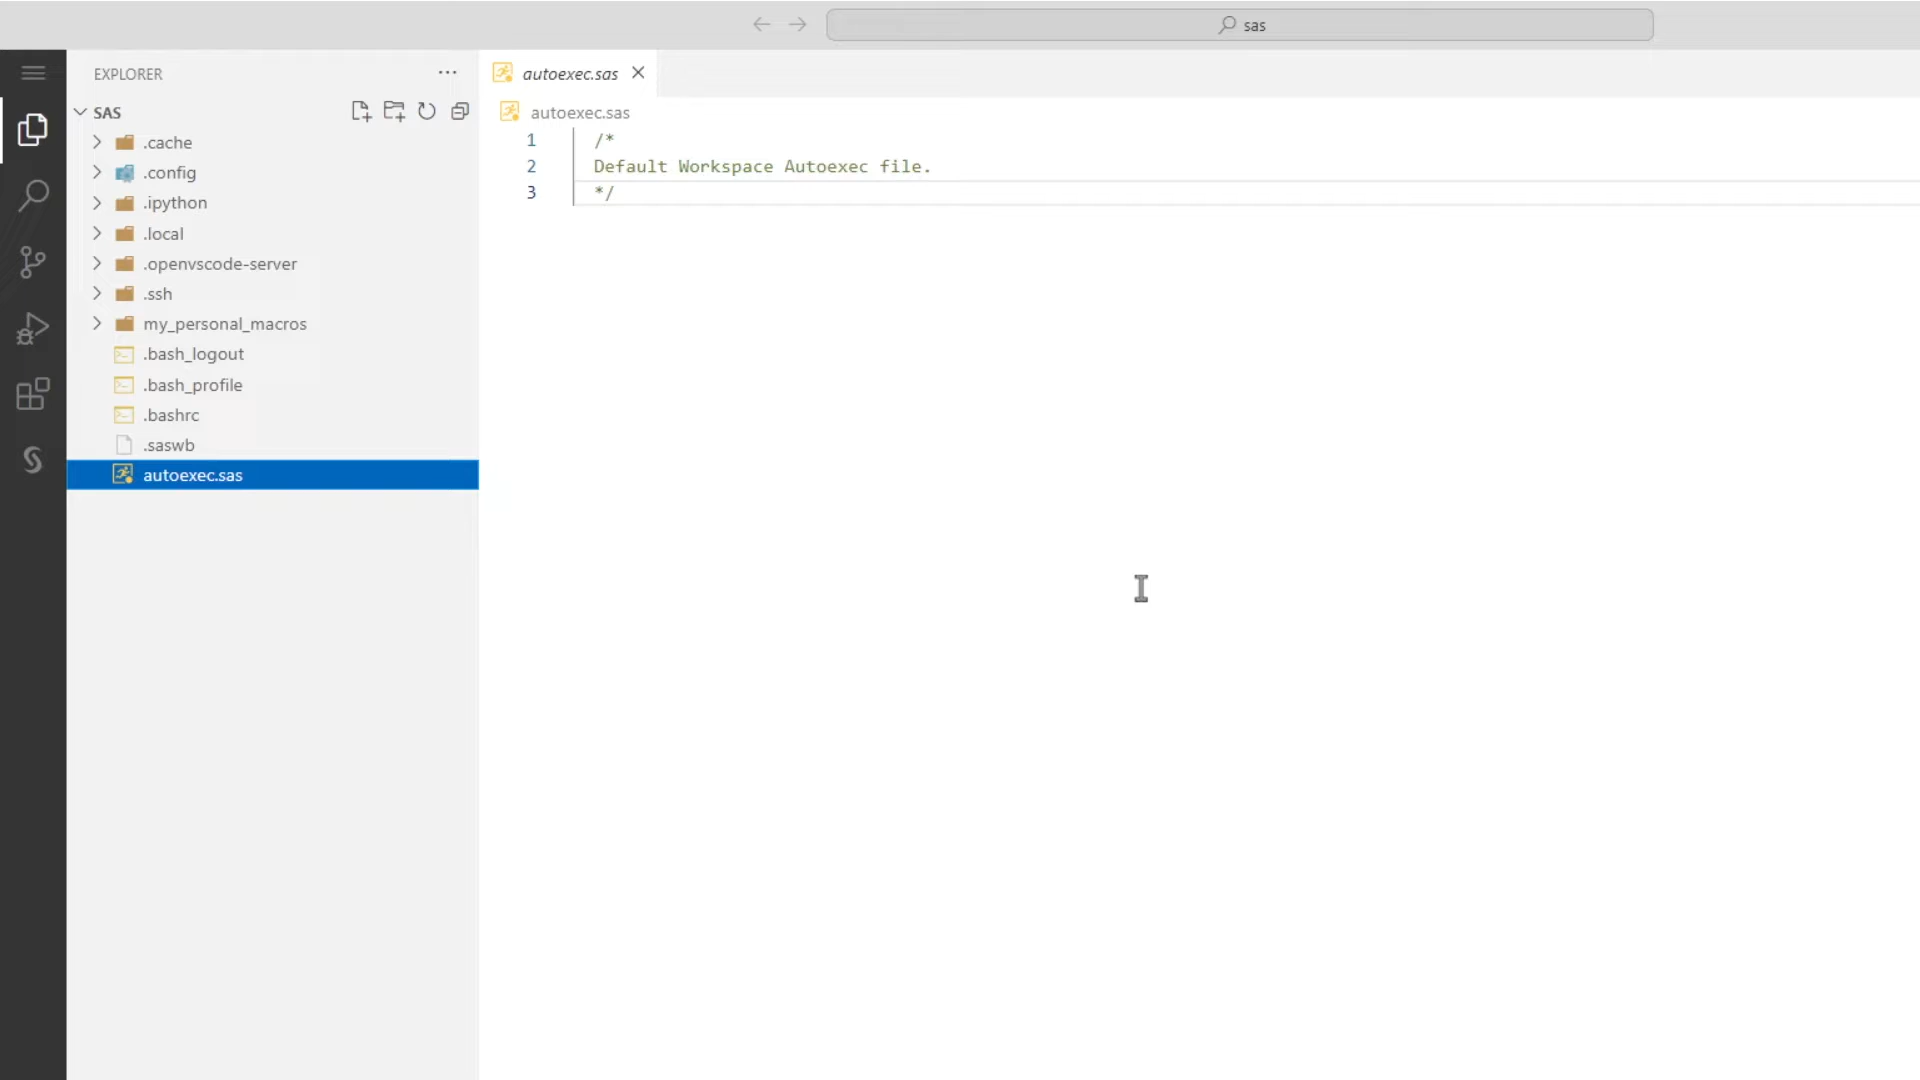 sas
EXPLORER
autoexec.sas
SAS
autoexec.sas
.cache
.config
.ipython
.local
.openvscode-server
.ssh
my_personal_macros
.bash_logout
.bash_profile
.bashrc
.saswb
autoexec.sas
1 /*
2 Default Workspace Autoexec file.
3 */